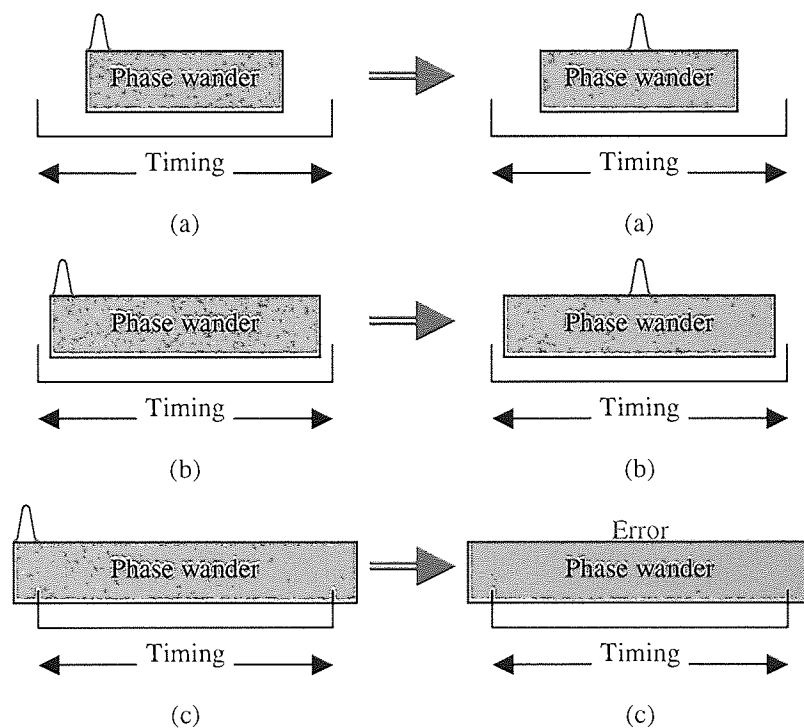 Phase wander
Phase wander
Timing
Timing
(a)
(a)
Phase wander
Phase wander
Timing
Timing
(b)
(b)
Error
Phase wander
Phase wander
Timing
Timing
(c)
(c)